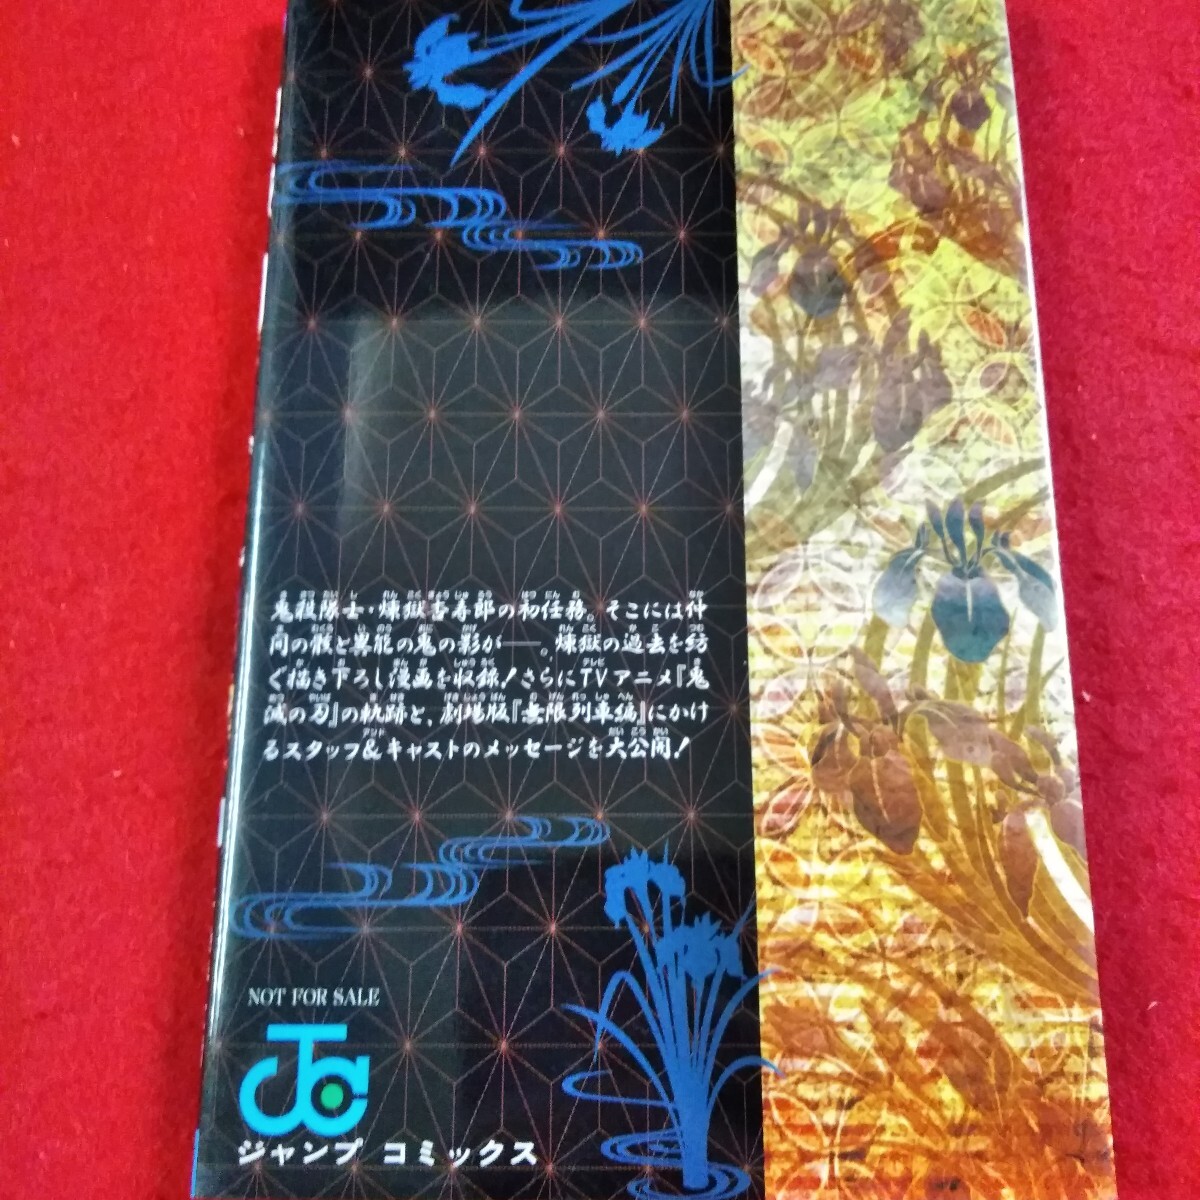 鬼殺隊士・煉獄杏寿郎の初任務。そこには仲
間の骸と異能の鬼の影が──。煉獄の過去を紡
ぐ描き下ろし漫画を収録！さらにTVアニメ『鬼
滅の刃』の軌跡と、劇場版『無限列車編』にかけ
るスタッフ&キャストのメッセージを大公開！
NOT FOR SALE
JC
ジャンプ コミックス